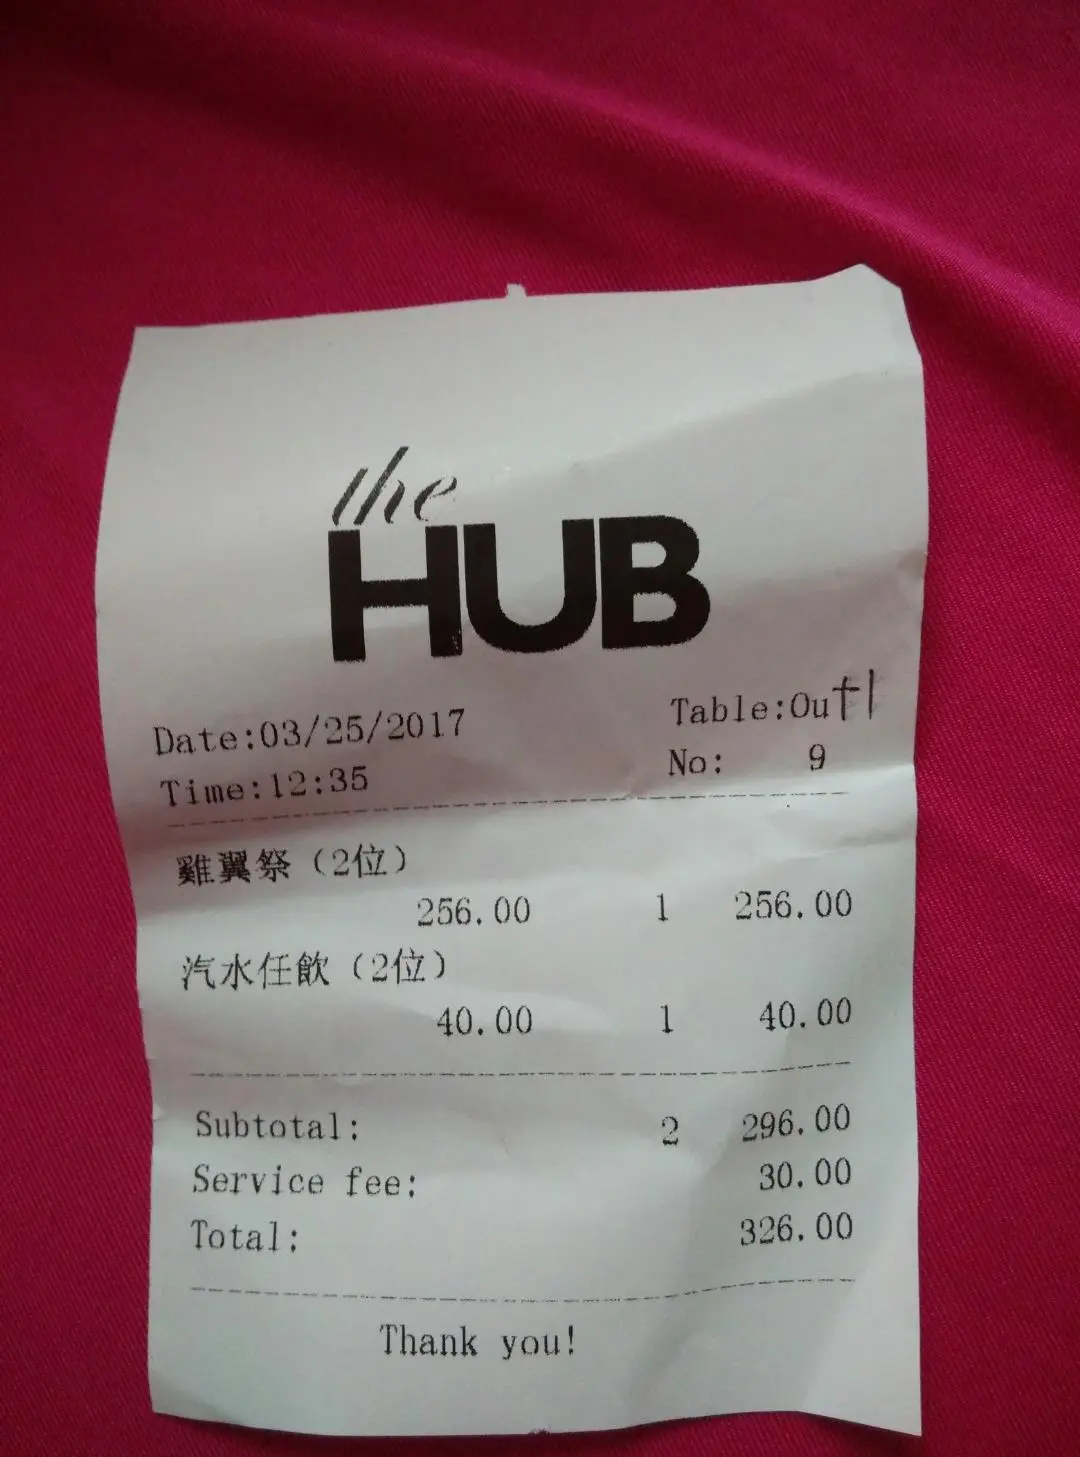 the
HUB
Date:03/25/2017 Table:Out1
Time:12:35 No: 9
雞翼祭（2位）
256.00 1 256.00
汽水任飲（2位）
40.00 1 40.00
Subtotal: 2 296.00
Service fee: 30.00
Total: 326.00
Thank you!